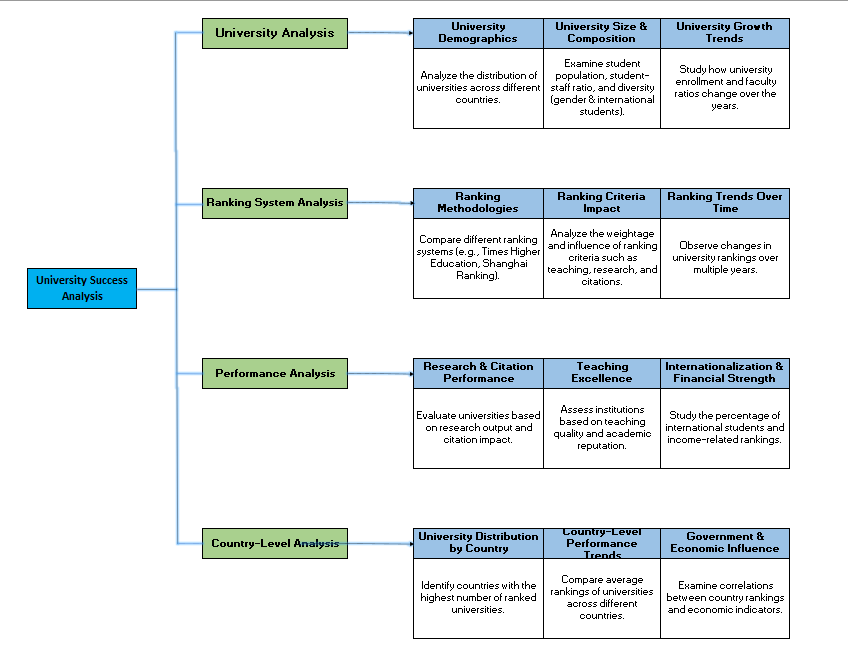 University Analysis
University
Demographics
University Size &
Composition
University Growth
Trends
Analyze the distribution of
universities across different
countries.
Examine student
population, student-
staff ratio, and diversity
(gender & international
students).
Study how university
enrollment and faculty
ratios change over the
years.
Ranking System Analysis
Ranking
Methodologies
Ranking Criteria
Impact
Ranking Trends Over
Time
Compare different ranking
systems (e.g., Times Higher
Education, Shanghai
Ranking).
Analyze the weightage
and influence of ranking
criteria such as
teaching, research, and
citations.
Observe changes in
university rankings over
multiple years.
University Success
Analysis
Performance Analysis
Research & Citation
Performance
Teaching
Excellence
Internationalization &
Financial Strength
Evaluate universities based
on research output and
citation impact.
Assess institutions
based on teaching
quality and academic
reputation.
Study the percentage of
international students and
income-related rankings.
Country-Level Analysis
University Distribution
by Country
Country-Level
Performance
Trends
Government &
Economic Influence
Identify countries with the
highest number of ranked
universities.
Compare average
rankings of universities
across different
countries.
Examine correlations
between country rankings
and economic indicators.